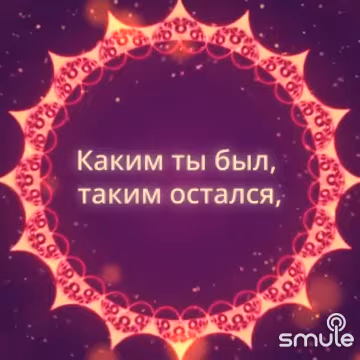 Каким ты был,
таким остался,
smule